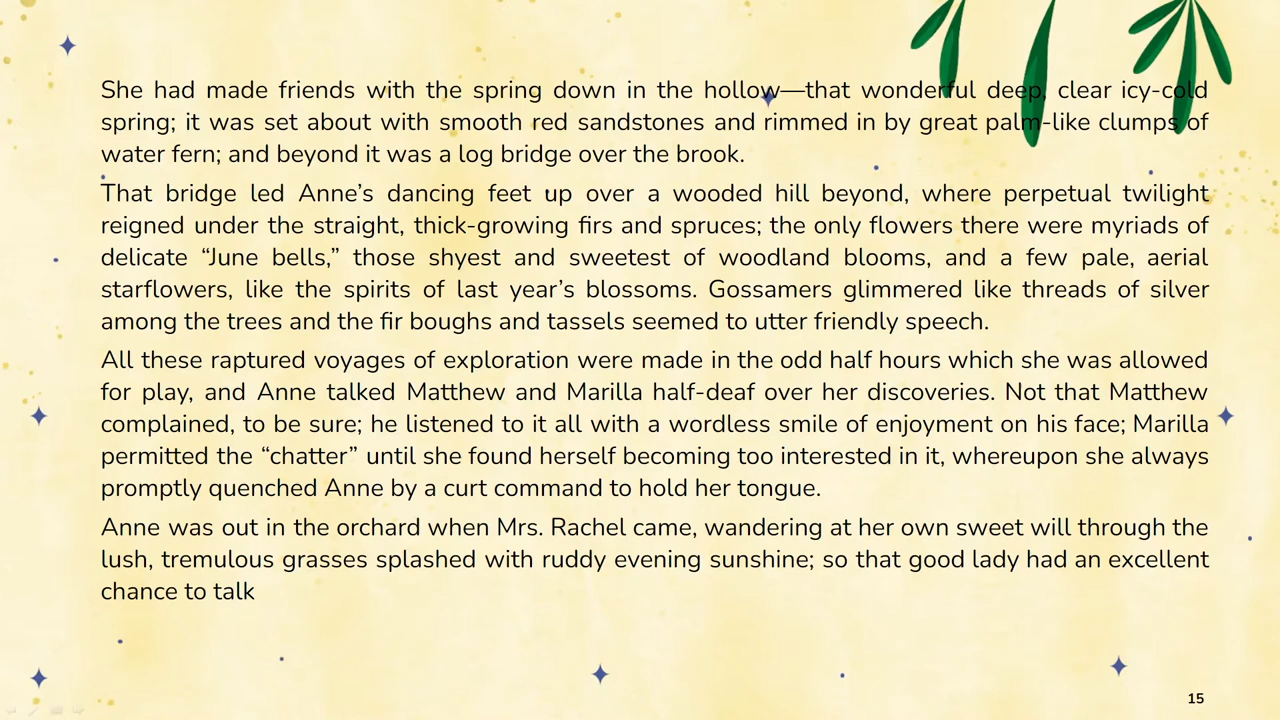 She had made friends with the spring down in the hollow—that wonderful deep, clear icy-cold
spring; it was set about with smooth red sandstones and rimmed in by great palm-like clumps of
water fern; and beyond it was a log bridge over the brook.
That bridge led Anne’s dancing feet up over a wooded hill beyond, where perpetual twilight
reigned under the straight, thick-growing firs and spruces; the only flowers there were myriads of
delicate “June bells,” those shyest and sweetest of woodland blooms, and a few pale, aerial
starflowers, like the spirits of last year’s blossoms. Gossamers glimmered like threads of silver
among the trees and the fir boughs and tassels seemed to utter friendly speech.
All these raptured voyages of exploration were made in the odd half hours which she was allowed
for play, and Anne talked Matthew and Marilla half-deaf over her discoveries. Not that Matthew
complained, to be sure; he listened to it all with a wordless smile of enjoyment on his face; Marilla
permitted the “chatter” until she found herself becoming too interested in it, whereupon she always
promptly quenched Anne by a curt command to hold her tongue.
Anne was out in the orchard when Mrs. Rachel came, wandering at her own sweet will through the
lush, tremulous grasses splashed with ruddy evening sunshine; so that good lady had an excellent
chance to talk
15